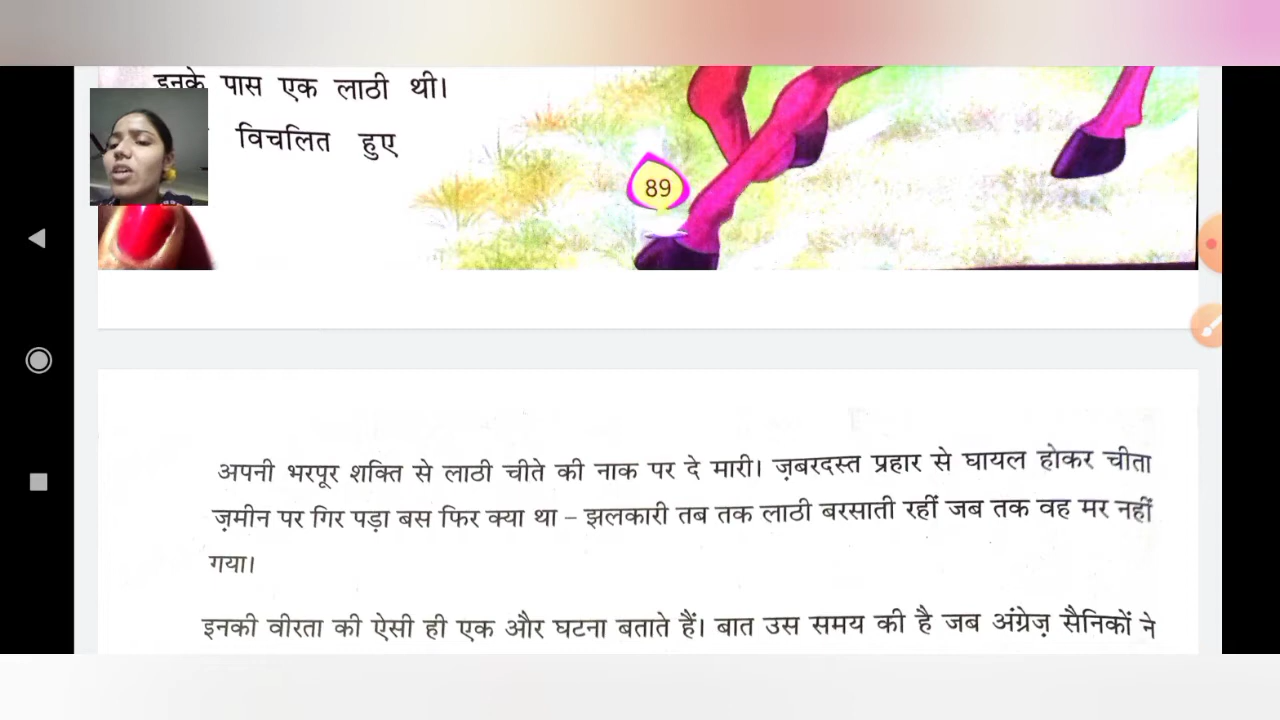 इनके पास एक लाठी थी।
विचलित हुए
89
अपनी भरपूर शक्ति से लाठी चीते की नाक पर दे मारी। ज़बरदस्त प्रहार से घायल होकर चीता
ज़मीन पर गिर पड़ा बस फिर क्या था – झलकारी तब तक लाठी बरसाती रहीं जब तक वह मर नहीं
गया।
इनकी वीरता की ऐसी ही एक और घटना बताते हैं। बात उस समय की है जब अंग्रेज़ सैनिकों ने